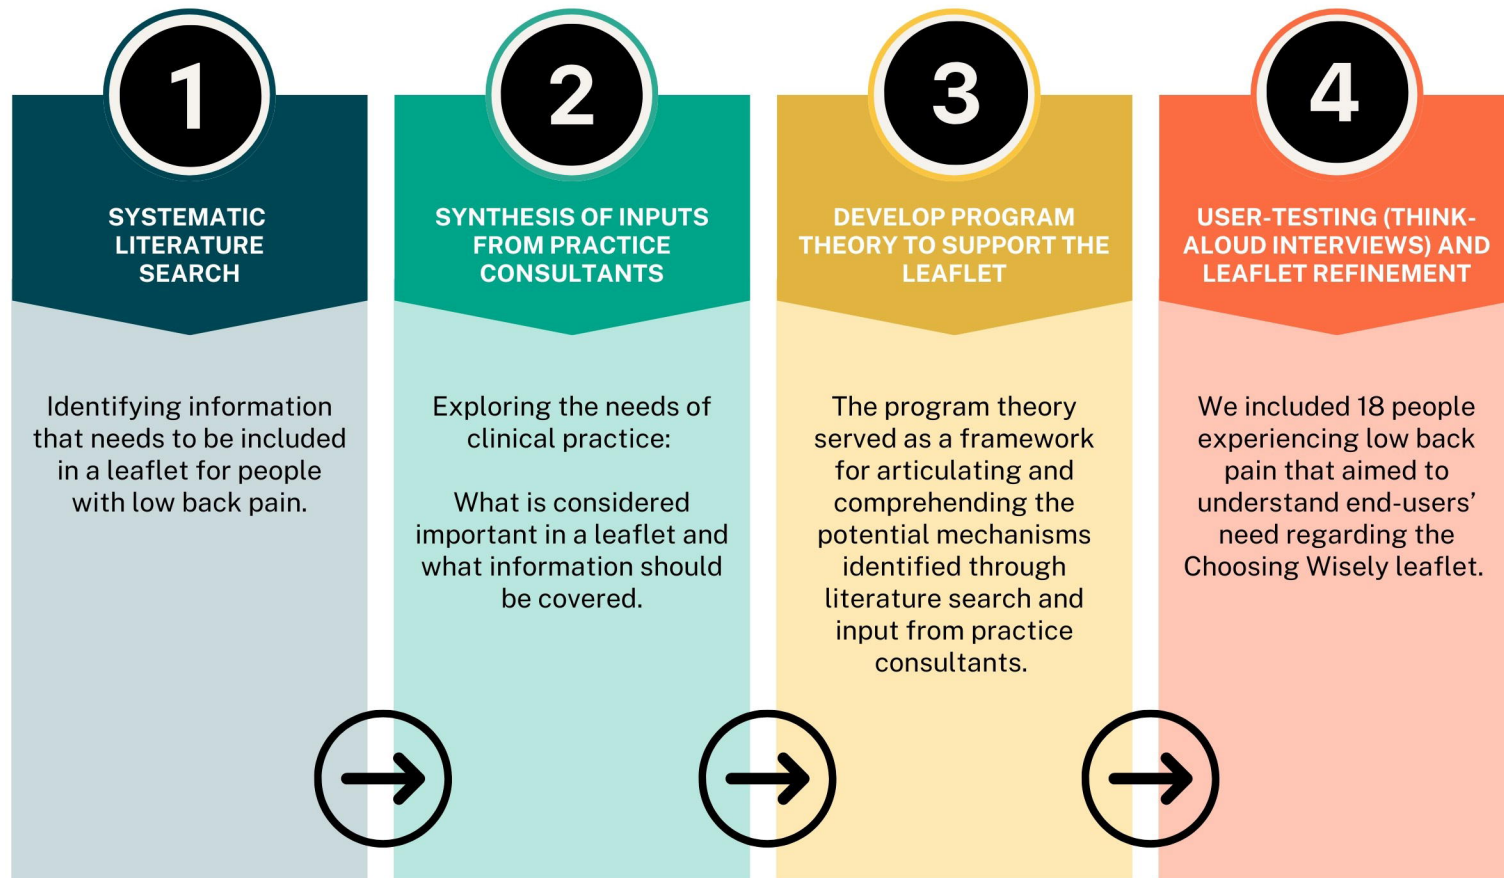 1
SYSTEMATIC
LITERATURE
SEARCH
Identifying information
that needs to be included
in a leaflet for people
with low back pain.
2
SYNTHESIS OF INPUTS
FROM PRACTICE
CONSULTANTS
Exploring the needs of
clinical practice:
What is considered
important in a leaflet and
what information should
be covered.
3
DEVELOP PROGRAM
THEORY TO SUPPORT THE
LEAFLET
The program theory
served as a framework
for articulating and
comprehending the
potential mechanisms
identified through
literature search and
input from practice
consultants.
4
USER-TESTING (THINK-
ALOUD INTERVIEWS) AND
LEAFLET REFINEMENT
We included 18 people
experiencing low back
pain that aimed to
understand end-users’
need regarding the
Choosing Wisely leaflet.